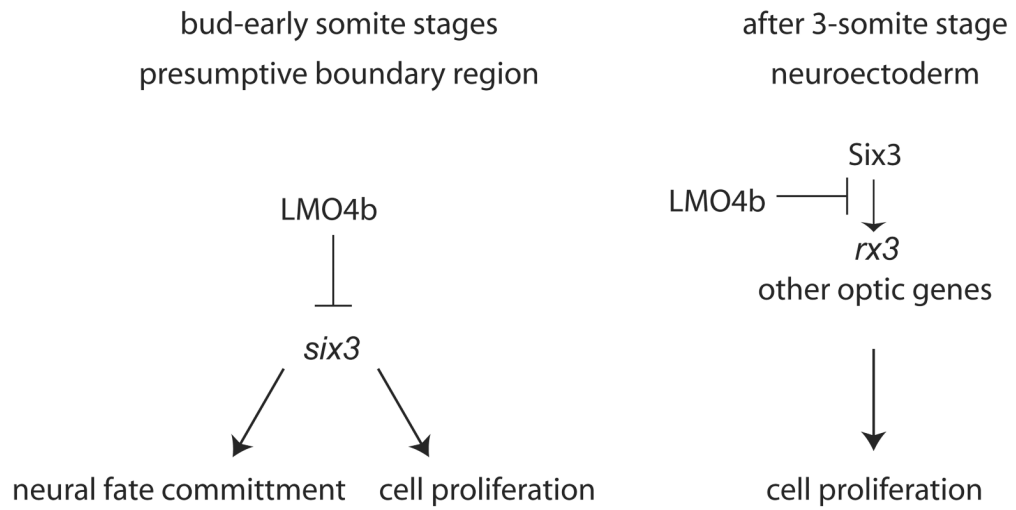 bud-early somite stages
presumptive boundary region
LMO4b
six3
neural fate committment
cell proliferation
after 3-somite stage
neuroectoderm
Six3
LMO4b
rx3
other optic genes
cell proliferation